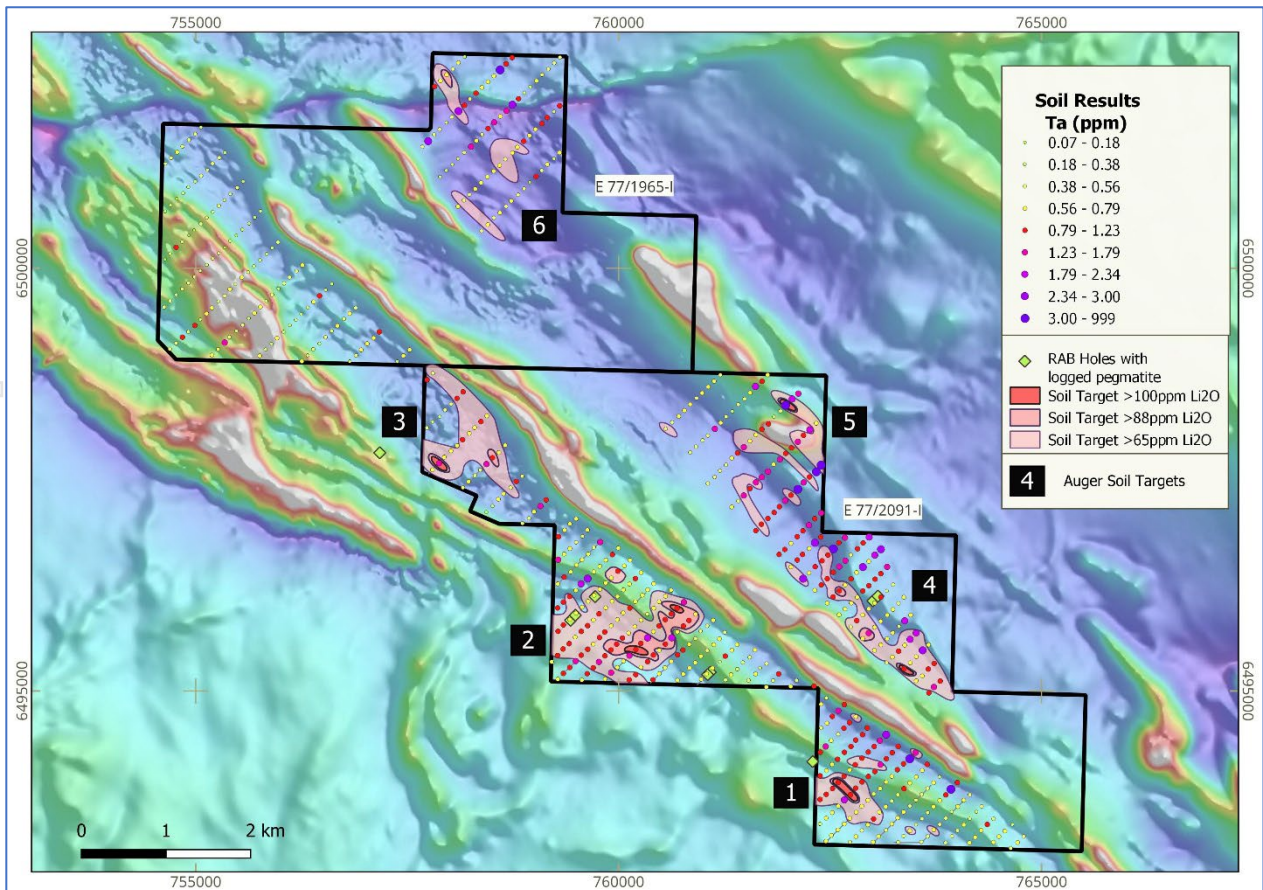 755000
760000
765000
Soil Results
Ta (ppm)
0.07 - 0.18
0.18 - 0.38
0.38 - 0.56
0.56 - 0.79
0.79 - 1.23
1.23 - 1.79
1.79 - 2.34
2.34 - 3.00
3.00 - 999
RAB Holes with
logged pegmatite
Soil Target >100ppm Li2O
Soil Target >88ppm Li2O
Soil Target >65ppm Li2O
4 Auger Soil Targets
E 77/1965-I
6
6500000
6500000
3
5
E 77/2091-I
4
2
6495000
6495000
1
0 1 2 km
755000
760000
765000